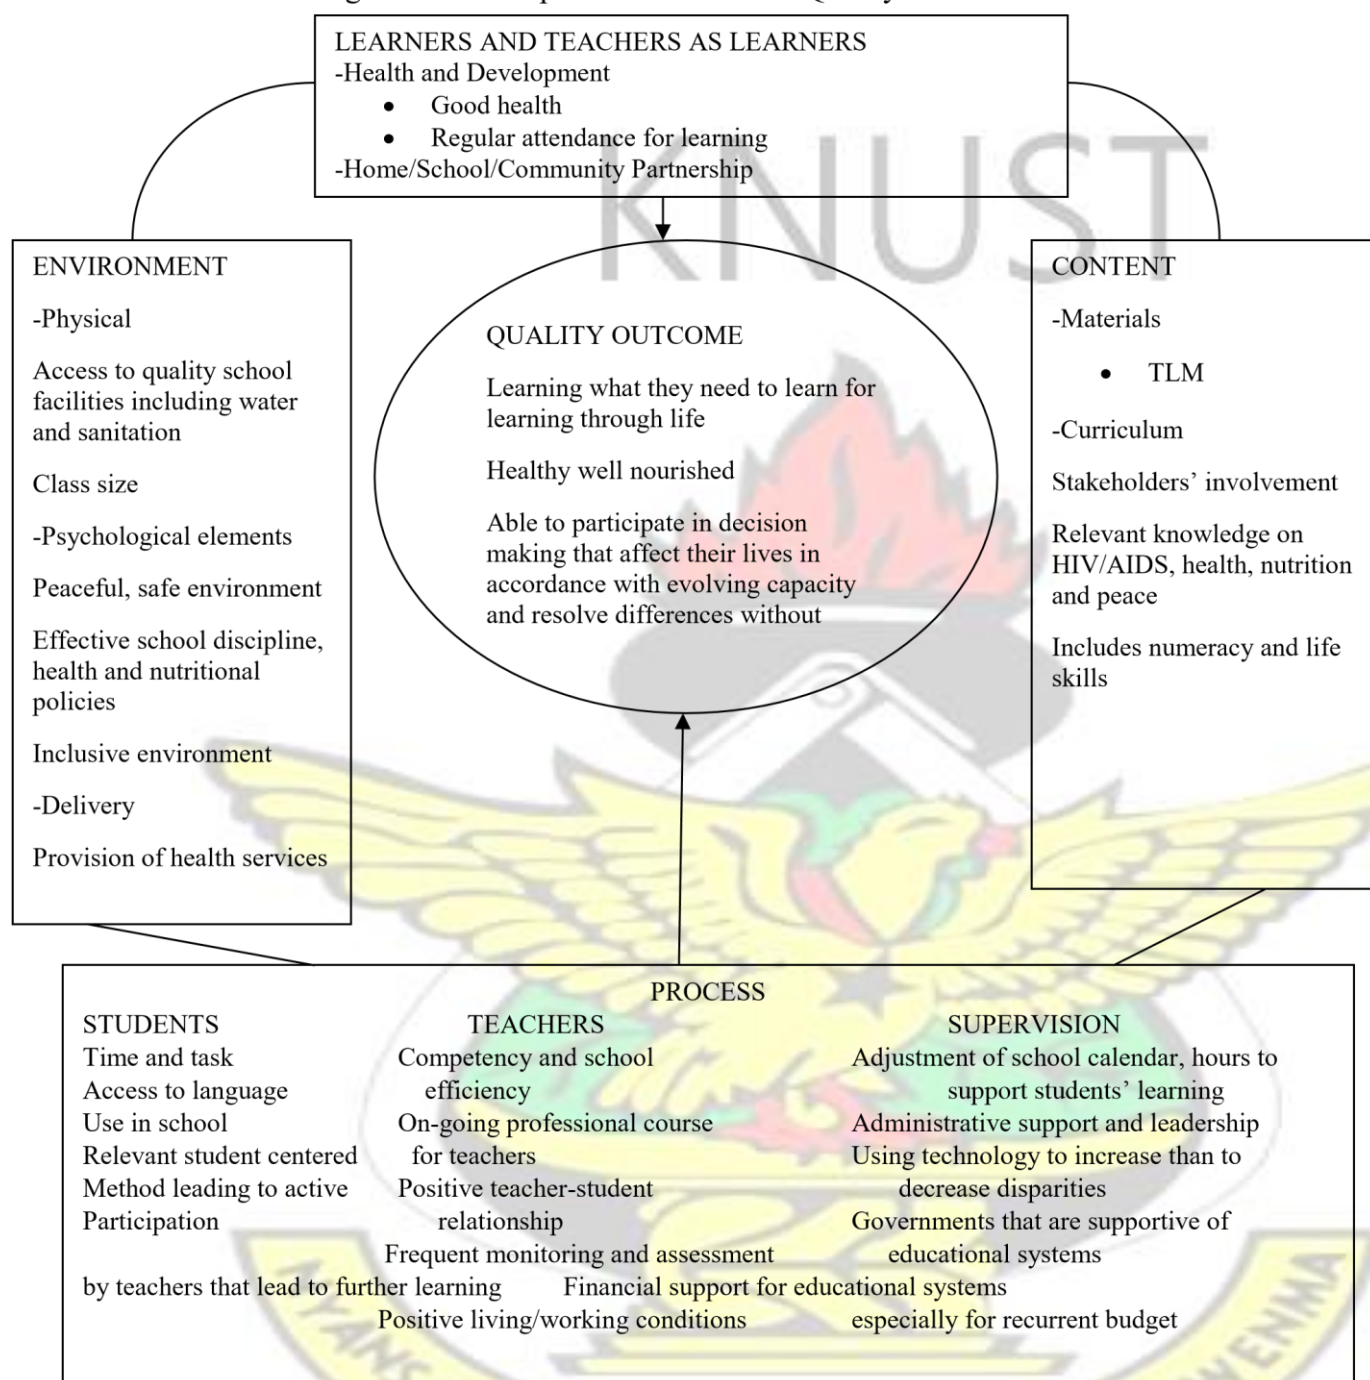 LEARNERS AND TEACHERS AS LEARNERS
-Health and Development
• Good health
• Regular attendance for learning
-Home/School/Community Partnership
KNUST
ENVIRONMENT
-Physical
Access to quality school
facilities including water
and sanitation
Class size
-Psychological elements
Peaceful, safe environment
Effective school discipline,
health and nutritional
policies
Inclusive environment
-Delivery
Provision of health services
QUALITY OUTCOME
Learning what they need to learn for
learning through life
Healthy well nourished
Able to participate in decision
making that affect their lives in
accordance with evolving capacity
and resolve differences without
CONTENT
-Materials
• TLM
-Curriculum
Stakeholders’ involvement
Relevant knowledge on
HIV/AIDS, health, nutrition
and peace
Includes numeracy and life
skills
PROCESS
STUDENTS TEACHERS SUPERVISION
Time and task Competency and school Adjustment of school calendar, hours to
Access to language efficiency support students’ learning
Use in school On-going professional course Administrative support and leadership
Relevant student centered for teachers Using technology to increase than to
Method leading to active Positive teacher-student decrease disparities
Participation relationship Governments that are supportive of
Frequent monitoring and assessment educational systems
by teachers that lead to further learning Financial support for educational systems
Positive living/working conditions especially for recurrent budget